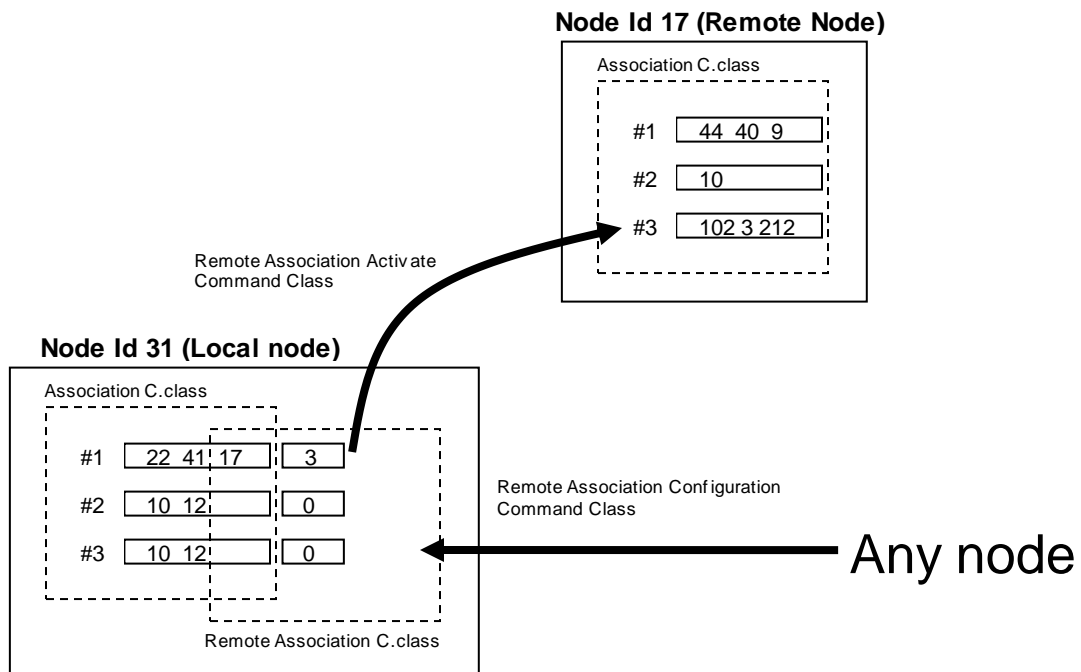 Node Id 17 (Remote Node)
Association C.class
#1 44 40 9
#2 10
#3 102 3 212
Remote Association Activate
Command Class
Node Id 31 (Local node)
Association C.class
#1 22 41 17 3
#2 10 12 0
#3 10 12 0
Remote Association C.class
Remote Association Configuration
Command Class
Any node